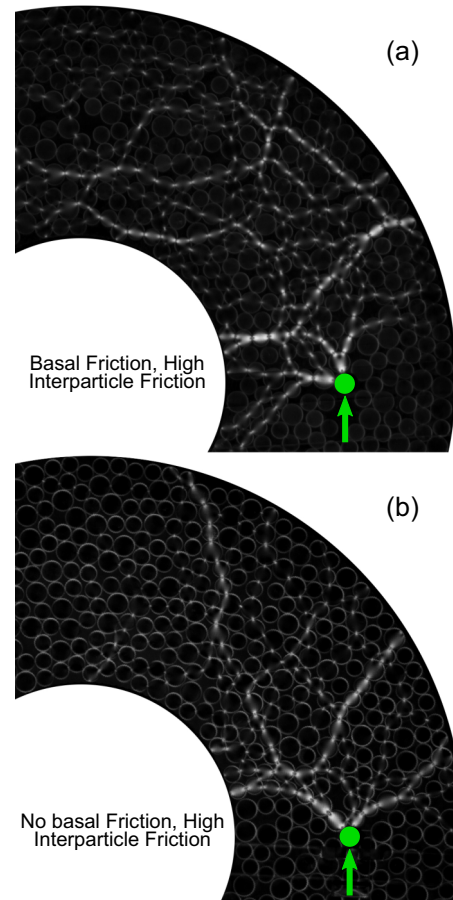 (a)
Basal Friction, High
Interparticle Friction
(b)
No basal Friction, High
Interparticle Friction